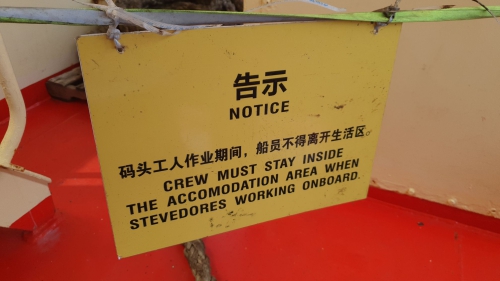 告示
NOTICE
码头工人作业期间，船员不得离开生活区。
CREW MUST STAY INSIDE
THE ACCOMODATION AREA WHEN
STEVEDORES WORKING ONBOARD.